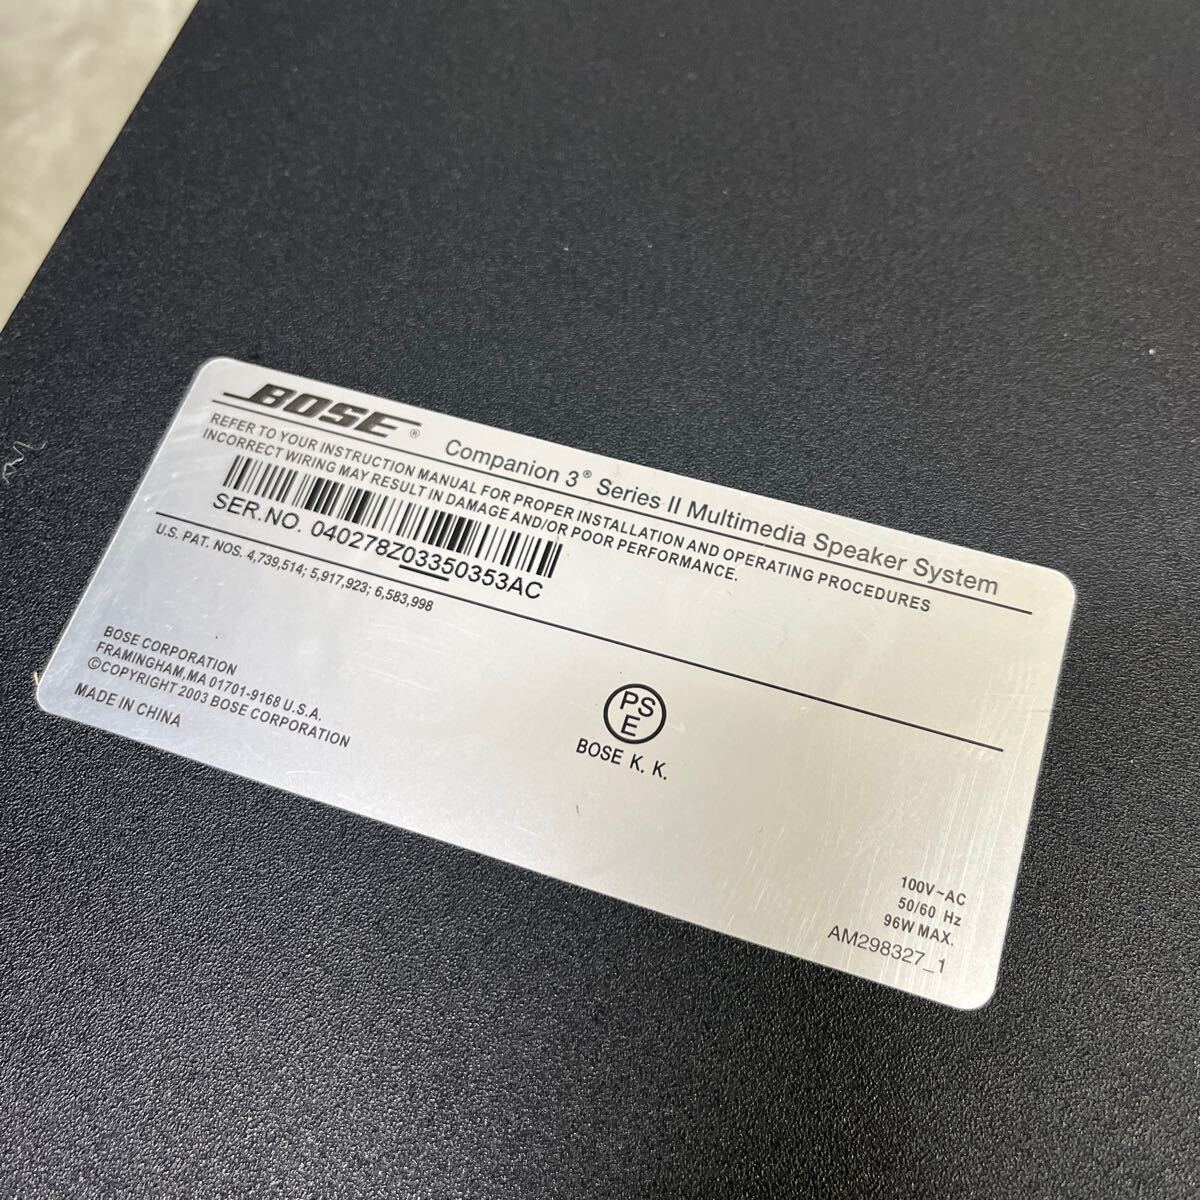 BOSE® Companion 3® Series II Multimedia Speaker System
REFER TO YOUR INSTRUCTION MANUAL FOR PROPER INSTALLATION AND OPERATING PROCEDURES
INCORRECT WIRING MAY RESULT IN DAMAGE AND/OR POOR PERFORMANCE.
SER.NO. 040278Z03350353AC
U.S. PAT. NOS. 4,739,514; 5,917,923; 6,583,998
BOSE CORPORATION
FRAMINGHAM,MA 01701-9168 U.S.A.
©COPYRIGHT 2003 BOSE CORPORATION
MADE IN CHINA
PS
E
BOSE K. K.
100V~AC
50/60 Hz
96W MAX.
AM298327_1